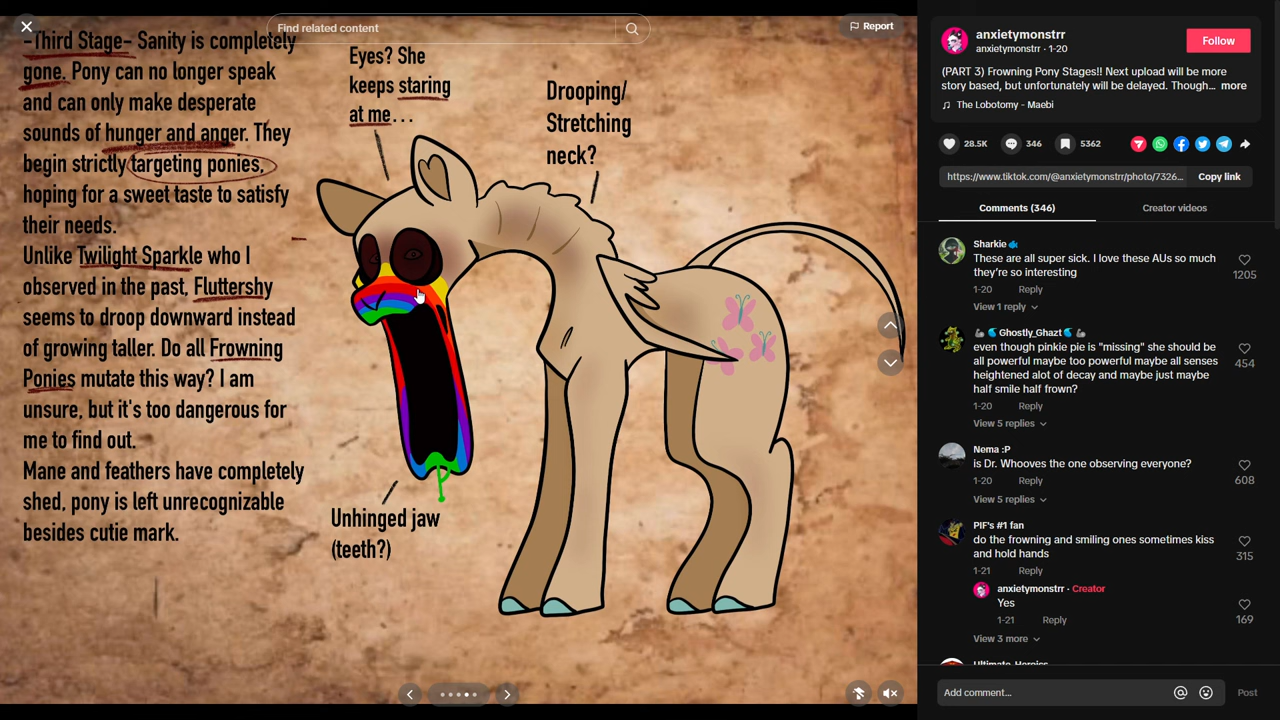 Find related content
Report
-Third Stage- Sanity is completely
gone. Pony can no longer speak
and can only make desperate
sounds of hunger and anger. They
begin strictly targeting ponies,
hoping for a sweet taste to satisfy
their needs.
Unlike Twilight Sparkle who I
observed in the past, Fluttershy
seems to droop downward instead
of growing taller. Do all Frowning
Ponies mutate this way? I am
unsure, but it's too dangerous for
me to find out.
Mane and feathers have completely
shed, pony is left unrecognizable
besides cutie mark.
Eyes? She
keeps staring
at me...
Drooping/
Stretching
neck?
Unhinged jaw
(teeth?)
anxietymonstrr
anxietymonstrr · 1-20
Follow
(PART 3) Frowning Pony Stages!! Next upload will be more
story based, but unfortunately will be delayed. Though... more
The Lobotomy - Maebi
28.5K
346
5362
https://www.tiktok.com/@anxietymonstrr/photo/7326...
Copy link
Comments (346)
Creator videos
Sharkie
These are all super sick. I love these AUs so much
they're so interesting
1205
1-20
Reply
View 1 reply
Ghostly_Ghazt
even though pinkie pie is "missing" she should be
all powerful maybe too powerful maybe all senses
heightened alot of decay and maybe just maybe
half smile half frown?
454
1-20
Reply
View 5 replies
Nema :P
is Dr. Whooves the one observing everyone?
608
1-20
Reply
View 5 replies
PIF's #1 fan
do the frowning and smiling ones sometimes kiss
and hold hands
315
1-21
Reply
anxietymonstrr · Creator
Yes
169
1-21
Reply
View 3 more
Ultimate_Heroics
Add comment...
Post